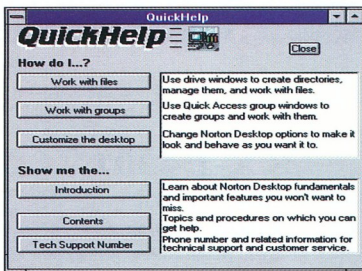 QuickHelp
QuickHelp
Close
How do I...?
Work with files
Use drive windows to create directories,
manage them, and work with files.
Work with groups
Use Quick Access group windows to
create groups and work with them.
Customize the desktop
Change Norton Desktop options to make it
look and behave as you want it to.
Show me the...
Introduction
Learn about Norton Desktop fundamentals
and important features you won't want to
miss.
Contents
Topics and procedures on which you can
get help.
Tech Support Number
Phone number and related information for
technical support and customer service.